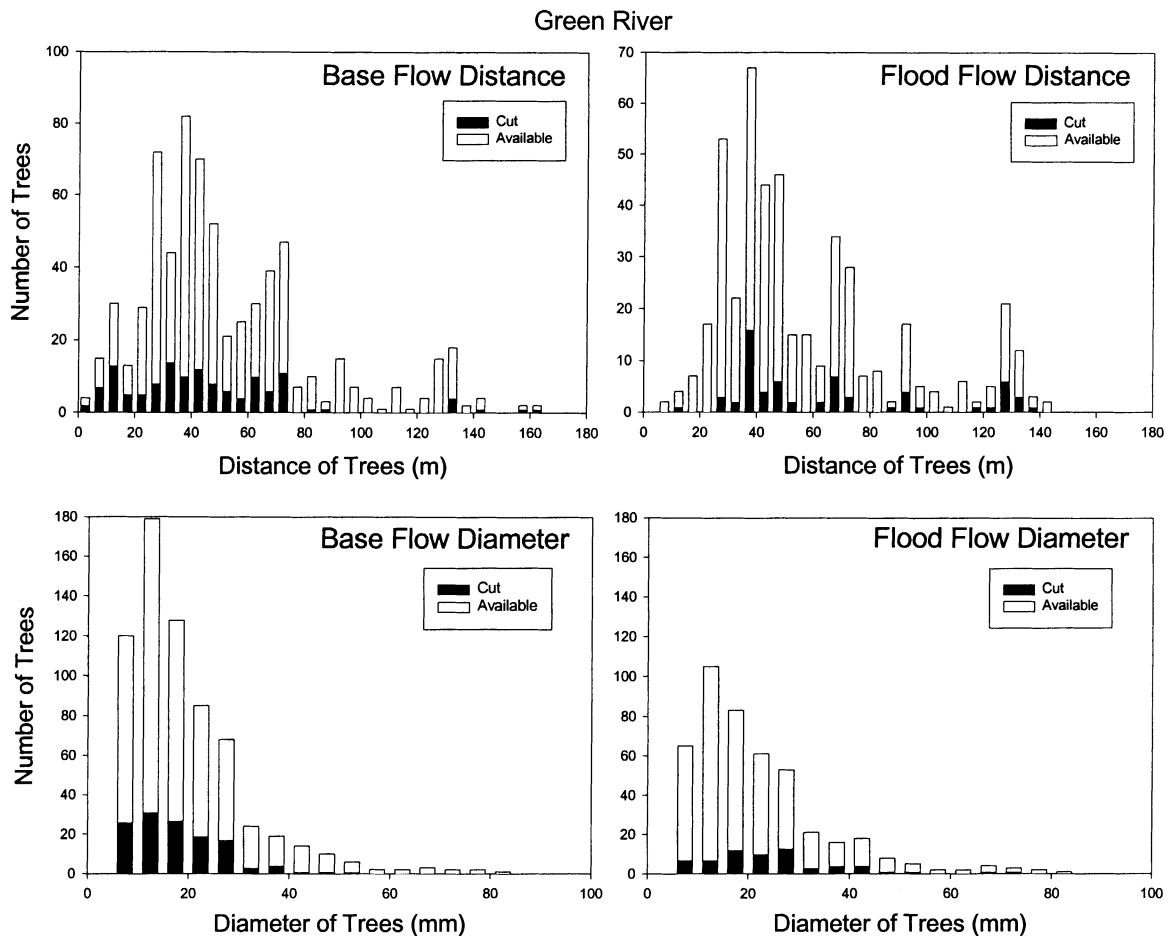 Green River
Base Flow Distance
Cut
Available
Number of Trees
100
80
60
40
20
0
0 20 40 60 80 100 120 140 160 180
Distance of Trees (m)
Flood Flow Distance
Cut
Available
70
60
50
40
30
20
10
0
0 20 40 60 80 100 120 140 160 180
Distance of Trees (m)
Base Flow Diameter
Cut
Available
Number of Trees
180
160
140
120
100
80
60
40
20
0
0 20 40 60 80 100
Diameter of Trees (mm)
Flood Flow Diameter
Cut
Available
180
160
140
120
100
80
60
40
20
0
0 20 40 60 80 100
Diameter of Trees (mm)